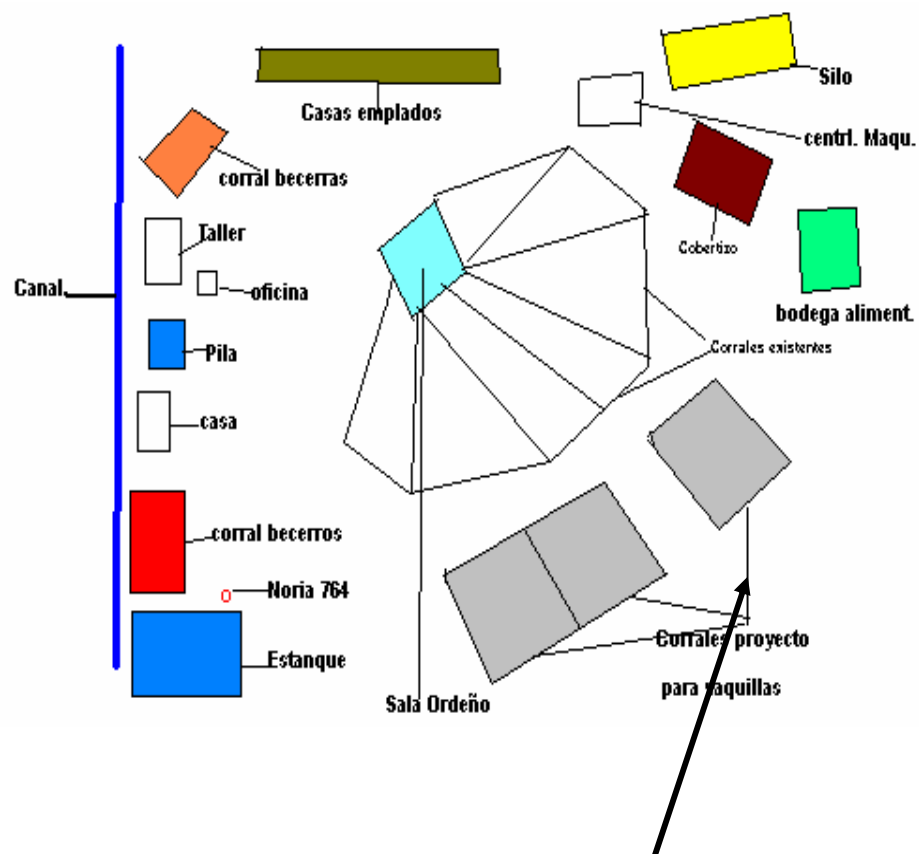 Silo
Casas emplados
centrl. Maqu.
corral becerras
Taller
Cobertizo
Canal.
oficina
bodega aliment.
Pila
Corrales existentes
casa
corral becerros
Noria 764
Corrales proyecto
para vaquillas
Estanque
Sala Ordeño